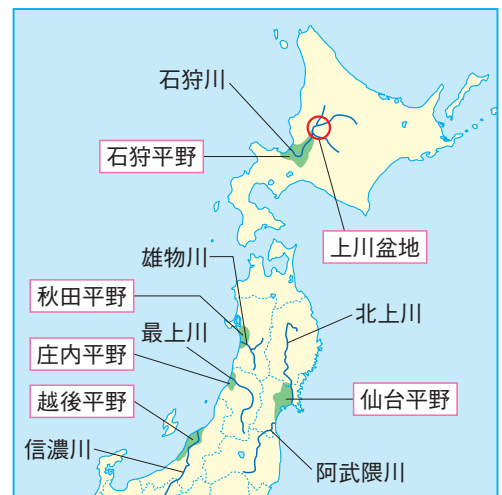 石狩川
石狩平野
上川盆地
雄物川
秋田平野
北上川
最上川
庄内平野
越後平野
仙台平野
信濃川
阿武隈川